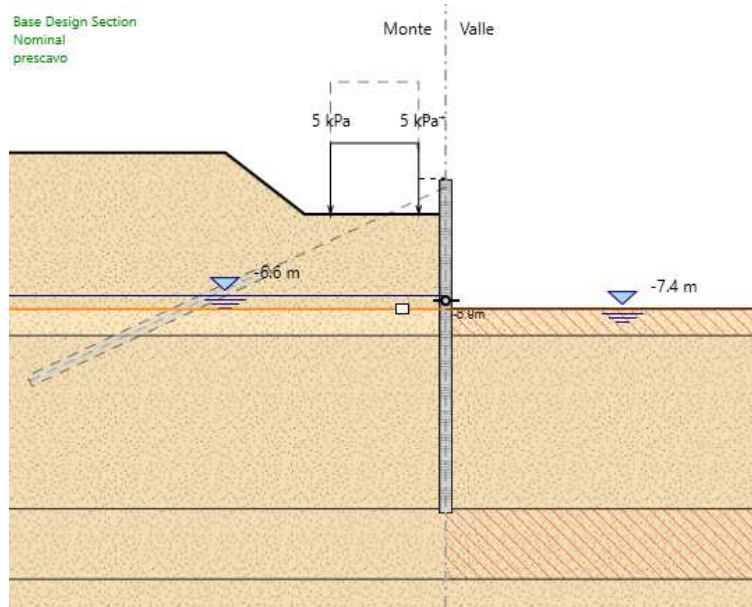 Base Design Section
Nominal
prescavo
Monte
Valle
5 kPa
5 kPa
-6.6 m
-7.4 m